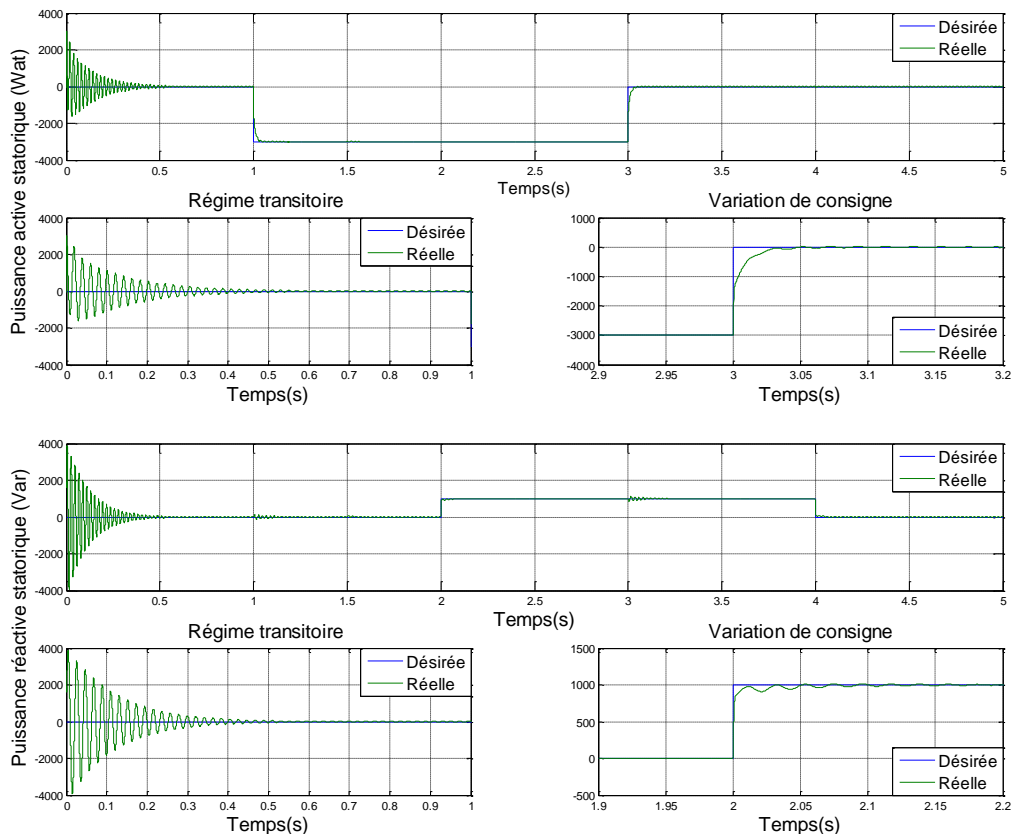 Puissance active statorique (Wat)
4000
2000
0
-2000
-4000
Désirée
Réelle
0 0.5 1 1.5 2 2.5 3 3.5 4 4.5 5
Temps(s)
Régime transitoire
4000
2000
0
-2000
-4000
Désirée
Réelle
0 0.1 0.2 0.3 0.4 0.5 0.6 0.7 0.8 0.9 1
Temps(s)
Variation de consigne
1000
0
-1000
-2000
-3000
-4000
Désirée
Réelle
2.9 2.95 3 3.05 3.1 3.15 3.2
Temps(s)
Puissance réactive statorique (Var)
4000
2000
0
-2000
-4000
Désirée
Réelle
0 0.5 1 1.5 2 2.5 3 3.5 4 4.5 5
Temps(s)
Régime transitoire
4000
2000
0
-2000
-4000
Désirée
Réelle
0 0.1 0.2 0.3 0.4 0.5 0.6 0.7 0.8 0.9 1
Temps(s)
Variation de consigne
1500
1000
500
0
-500
Désirée
Réelle
1.9 1.95 2 2.05 2.1 2.15 2.2
Temps(s)